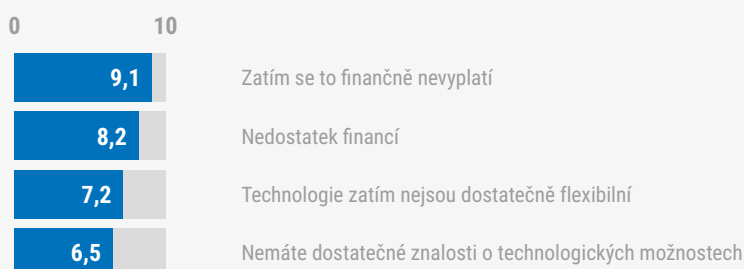 0 10
9,1 Zatím se to finančně nevyplatí
8,2 Nedostatek financí
7,2 Technologie zatím nejsou dostatečně flexibilní
6,5 Nemáte dostatečné znalosti o technologických možnostech